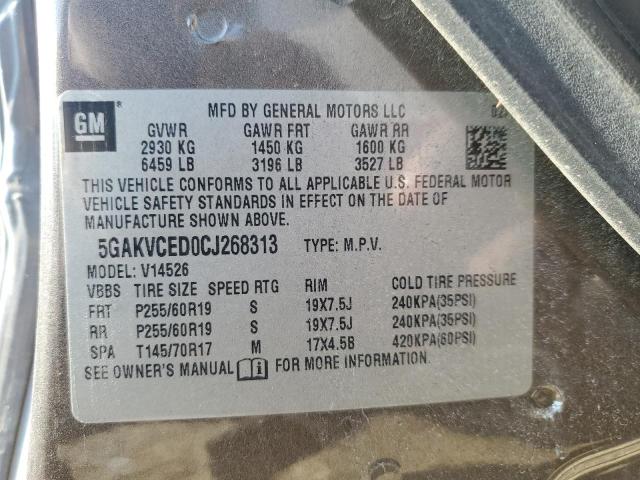 GM
MFD BY GENERAL MOTORS LLC
GVWR GAWR FRT GAWR RR
2930 KG 1450 KG 1600 KG
6459 LB 3196 LB 3527 LB
THIS VEHICLE CONFORMS TO ALL APPLICABLE U.S. FEDERAL MOTOR
VEHICLE SAFETY STANDARDS IN EFFECT ON THE DATE OF
MANUFACTURE SHOWN ABOVE.
5GAKVCED0CJ268313 TYPE: M.P.V.
MODEL: V14526
VBBS TIRE SIZE SPEED RTG RIM COLD TIRE PRESSURE
FRT P255/60R19 S 19X7.5J 240KPA(35PSI)
RR P255/60R19 S 19X7.5J 240KPA(35PSI)
SPA T145/70R17 M 17X4.5B 420KPA(60PSI)
SEE OWNER'S MANUAL FOR MORE INFORMATION.